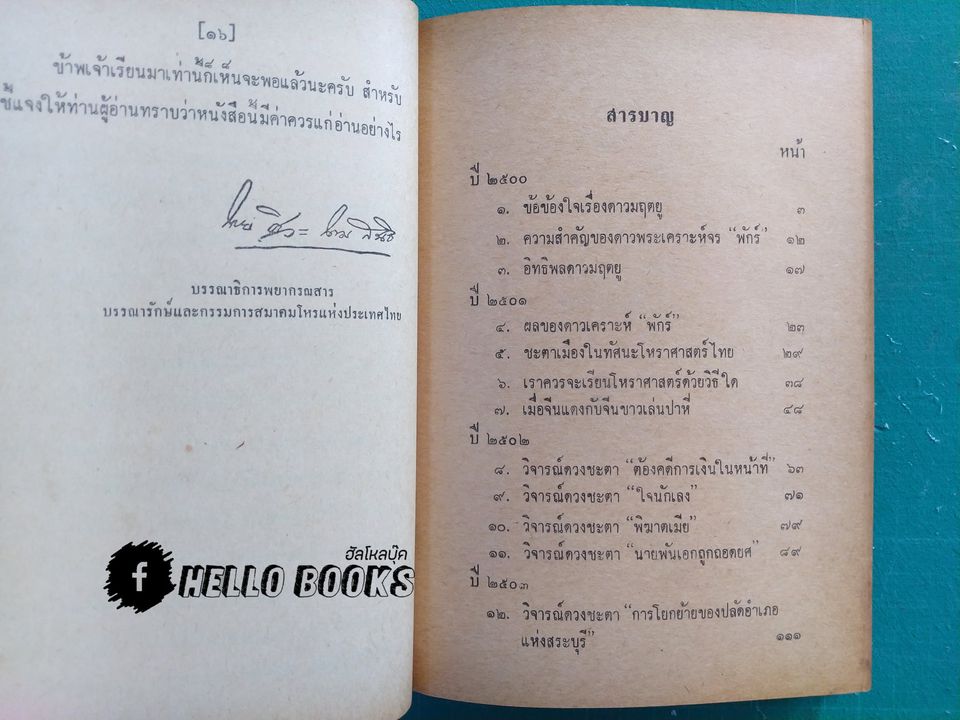 [๑๖]
ข้าพเจ้าเรียนมาเท่านี้ก็เห็นจะพอแล้วนะครับ สำหรับ
ชี้แจงให้ท่านผู้อ่านทราบว่าหนังสือนี้มีค่าควรแก่อ่านอย่างไร
บรรณาธิการพยากรณสาร
บรรณารักษ์และกรรมการสมาคมโหรแห่งประเทศไทย
ฮัลโหลบุ๊ค
f HELLO BOOKS
สารบาญ
หน้า
ปี ๒๕๐๐
๑. ข้อข้องใจเรื่องดาวมฤตยู ๓
๒. ความสำคัญของดาวพระเคราะห์จร “พักร์” ๑๒
๓. อิทธิพลดาวมฤตยู ๑๗
ปี ๒๕๐๑
๔. ผลของดาวเคราะห์ “พักร์” ๒๓
๕. ชะตาเมืองในทัศนะโหราศาสตร์ไทย ๒๙
๖. เราควรจะเรียนโหราศาสตร์ด้วยวิธีใด ๓๘
๗. เมื่อจีนแดงกับจีนขาวเล่นปาหี่ ๔๘
ปี ๒๕๐๒
๘. วิจารณ์ดวงชะตา “ต้องคดีการเงินในหน้าที่” ๖๓
๙. วิจารณ์ดวงชะตา “ใจนักเลง” ๗๑
๑๐. วิจารณ์ดวงชะตา “พิฆาตเมีย” ๗๙
๑๑. วิจารณ์ดวงชะตา “นายพันเอกถูกถอดยศ” ๘๙
ปี ๒๕๐๓
๑๒. วิจารณ์ดวงชะตา “การโยกย้ายของปลัดอำเภอ
แห่งสระบุรี” ๑๑๑